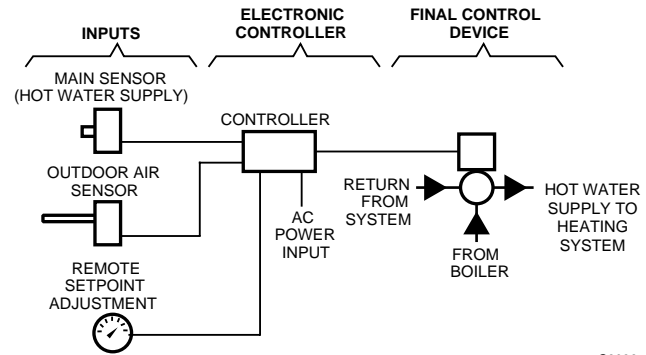 INPUTS
ELECTRONIC
CONTROLLER
FINAL CONTROL
DEVICE
MAIN SENSOR
(HOT WATER SUPPLY)
CONTROLLER
OUTDOOR AIR
SENSOR
RETURN
FROM
SYSTEM
HOT WATER
SUPPLY TO
HEATING
SYSTEM
AC
POWER
INPUT
FROM
BOILER
REMOTE
SETPOINT
ADJUSTMENT